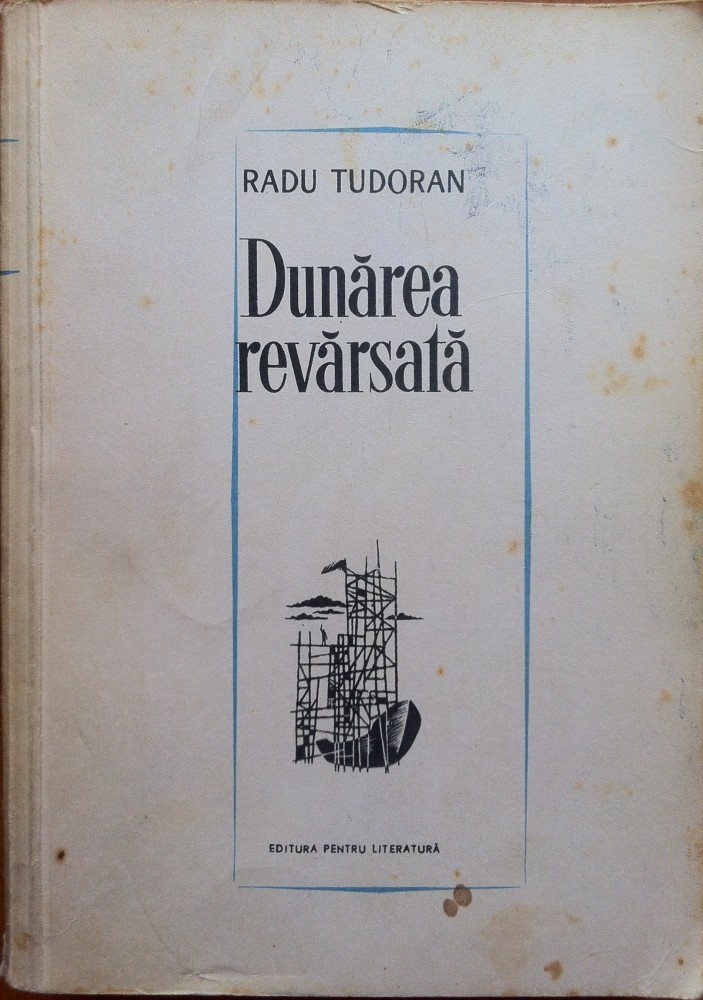 RADU TUDORAN
Dunărea
revărsată
EDITURA PENTRU LITERATURĂ